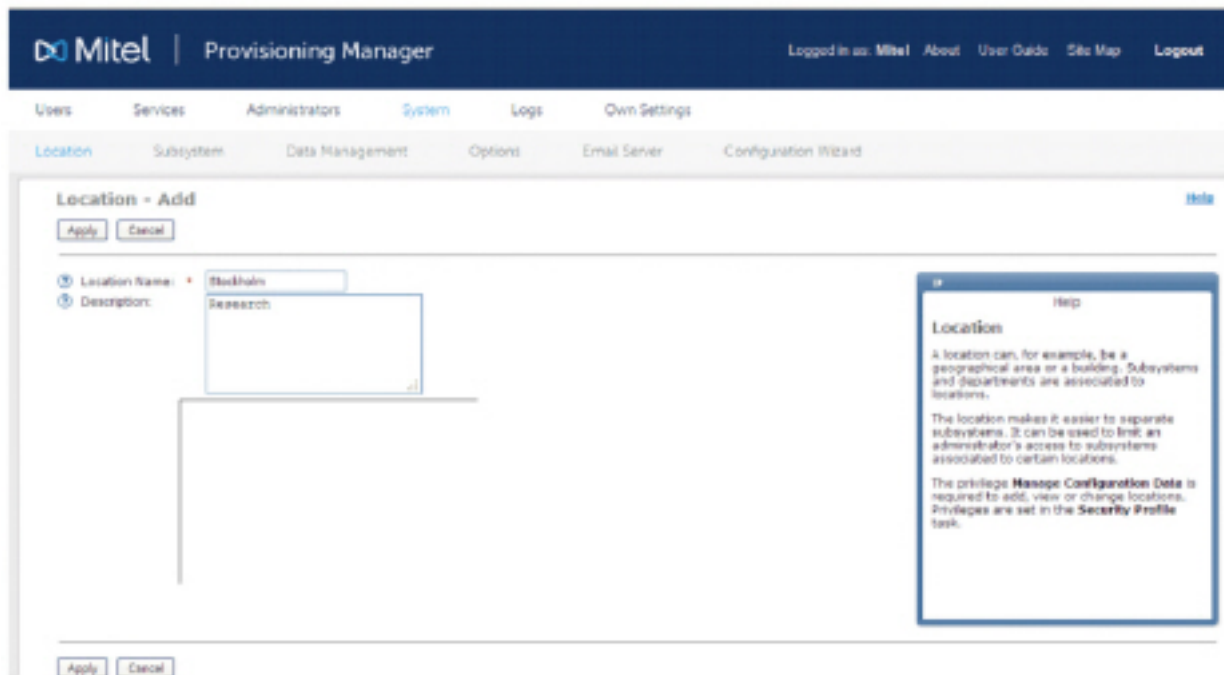 Mitel | Provisioning Manager
Logged in as: Mitel About User Guide Site Map Logout
Users Services Administrators System Logs Own Settings
Location Subsystem Data Management Options Email Server Configuration Wizard
Location - Add
Help
Apply Cancel
Location Name: * Stockholm
Description: Research
Help
Location
A location can, for example, be a
geographical area or a building. Subsystems
and departments are associated to
locations.
The location makes it easier to separate
subsystems. It can be used to limit an
administrator's access to subsystems
associated to certain locations.
The privilege Manage Configuration Data is
required to add, view or change locations.
Privileges are set in the Security Profile
task.
Apply Cancel